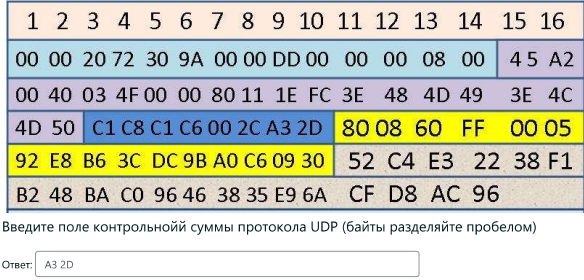 1 2 3 4 5 6 7 8 9 10 11 12 13 14 15 16
00 00 20 72 30 9A 00 00 DD 00 00 00 08 00 4 5 A2
00 40 03 4F 00 00 80 11 1E FC 3E 48 4D 49 3E 4C
4D 50 C1 C8 C1 C6 00 2C A3 2D 80 08 60 FF 00 05
92 E8 B6 3C DC 9B A0 C6 09 30 52 C4 E3 22 38 F1
B2 48 BA C0 96 46 38 35 E9 6A CF D8 AC 96
Введите поле контрольнойй суммы протокола UDP (байты разделяйте пробелом)
Ответ: A3 2D